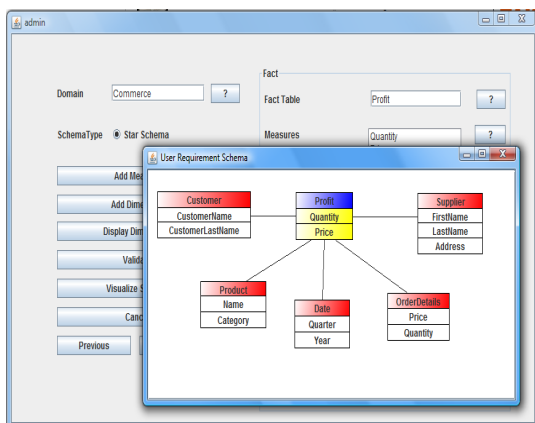 admin
Fact
Domain Commerce ?
Fact Table Profit ?
SchemaType Star Schema
Measures Quantity ?
User Requirement Schema
Add Mea
Add Dime
Display Dim
Valida
Visualize S
Canc
Previous
Customer
CustomerName
CustomerLastName
Profit
Quantity
Price
Supplier
FirstName
LastName
Address
Product
Name
Category
Date
Quarter
Year
OrderDetails
Price
Quantity